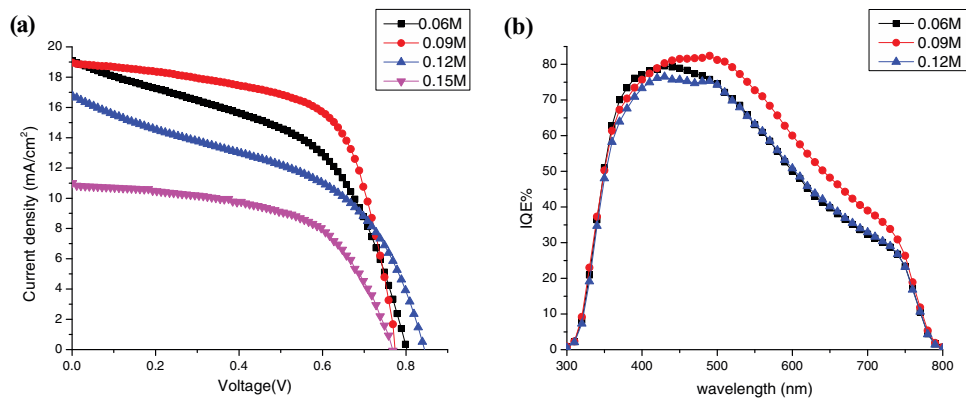 (a)
0.06M
0.09M
0.12M
0.15M
20
18
16
14
12
10
8
6
4
2
0
Current density (mA/cm²)
0.0
0.2
0.4
0.6
0.8
Voltage(V)
(b)
0.06M
0.09M
0.12M
80
70
60
50
40
30
20
10
0
IQE%
300
400
500
600
700
800
wavelength (nm)